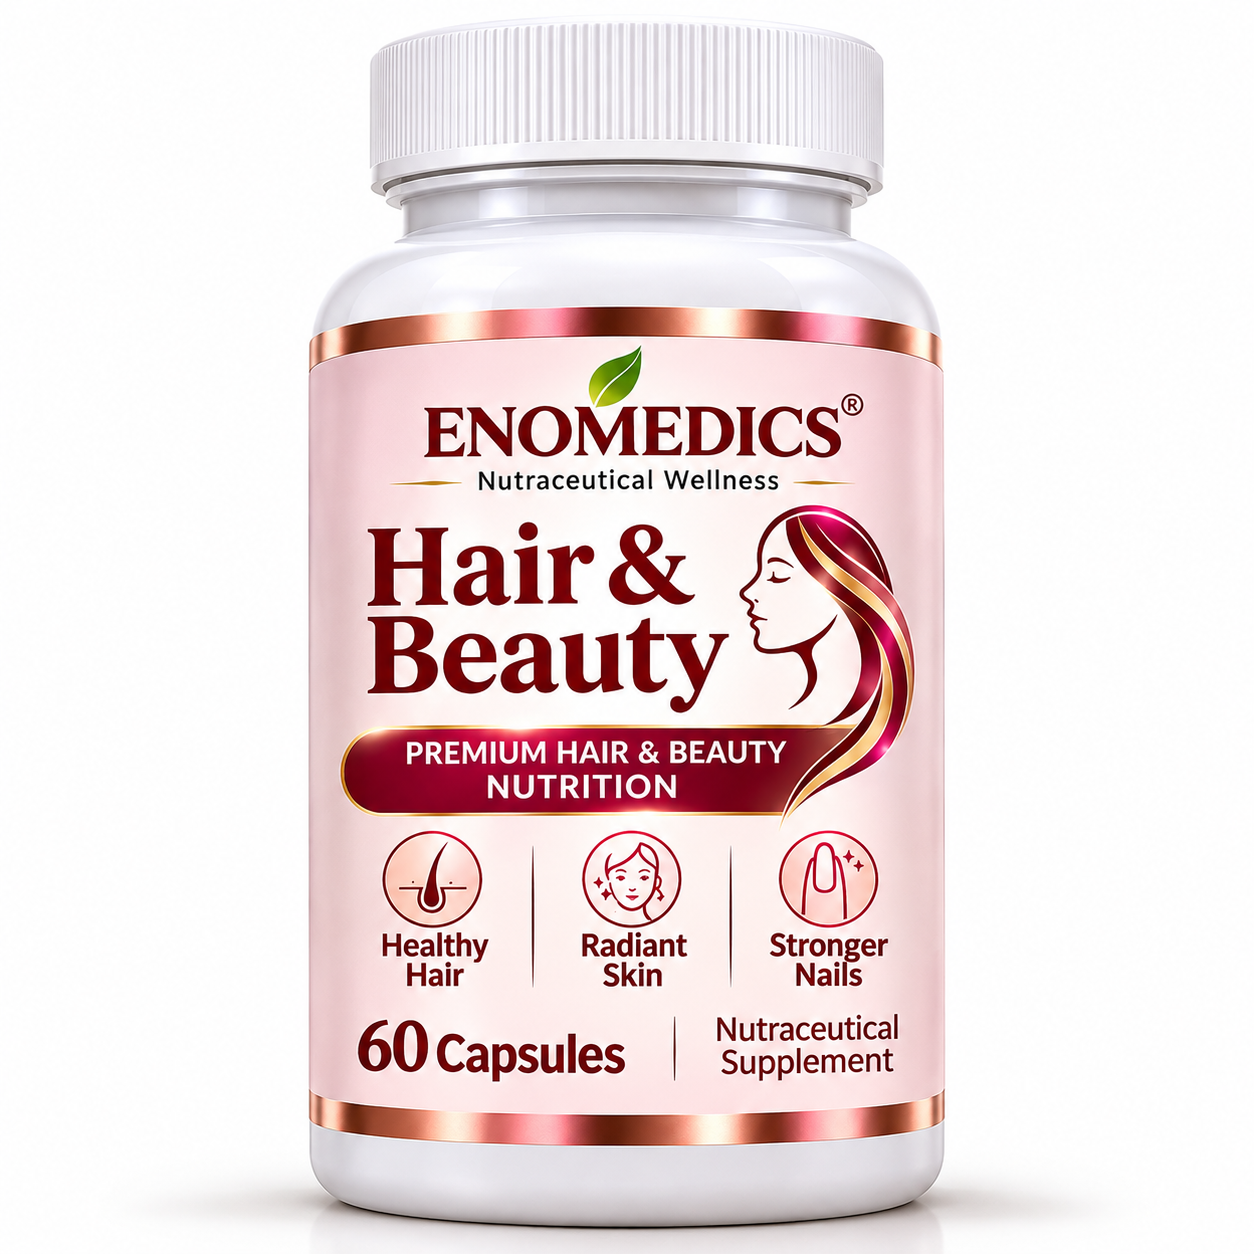 ENOMEDICS®
Nutraceutical Wellness
Hair &
Beauty
PREMIUM HAIR & BEAUTY
NUTRITION
Healthy
Hair
Radiant
Skin
Stronger
Nails
60 Capsules
Nutraceutical
Supplement